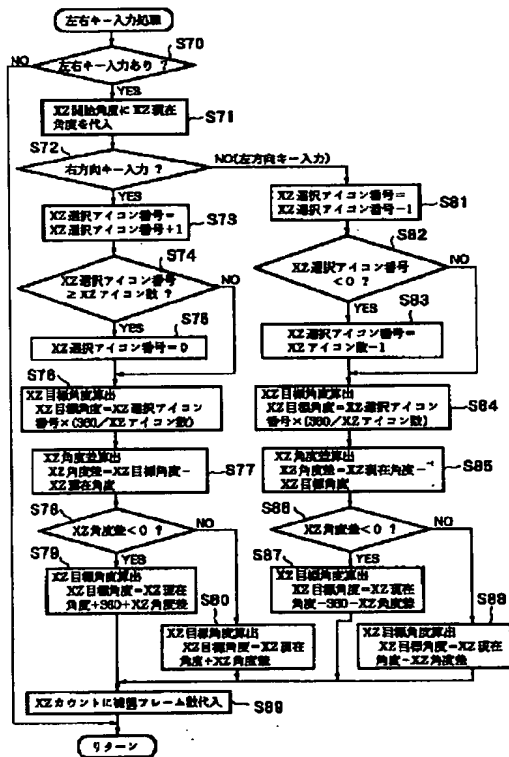 左右キー入力処理
S70
左右キー入力あり ?
NO
YES
XZ開始角度にXZ現在
角度を代入
S71
S72
右方向キー入力 ?
NO(左方向キー入力)
YES
XZ選択アイコン番号=
XZ選択アイコン番号+1
S73
S74
XZ選択アイコン番号
≥XZアイコン数 ?
NO
YES
S75
XZ選択アイコン番号=0
S76
XZ目標角度算出
XZ目標角度=XZ選択アイコン
番号×(360/XZアイコン数)
XZ角度差算出
XZ角度差=XZ目標角度-
XZ現在角度
S77
S78
XZ角度差<0 ?
NO
YES
S79
XZ目標角度算出
XZ目標角度=XZ現在
角度+360+XZ角度差
S80
XZ目標角度算出
XZ目標角度=XZ現在
角度+XZ角度差
XZ選択アイコン番号=
XZ選択アイコン番号-1
S81
S82
XZ選択アイコン番号
<0 ?
NO
YES
S83
XZ選択アイコン番号=
XZアイコン数-1
XZ目標角度算出
XZ目標角度=XZ選択アイコン
番号×(360/XZアイコン数)
S84
XZ角度差算出
XZ角度差=XZ現在角度-
XZ目標角度
S85
S86
XZ角度差<0 ?
NO
YES
S87
XZ目標角度算出
XZ目標角度=XZ現在
角度-360-XZ角度差
S88
XZ目標角度算出
XZ目標角度=XZ現在
角度-XZ角度差
XZカウントに補間フレーム数代入
S89
リターン